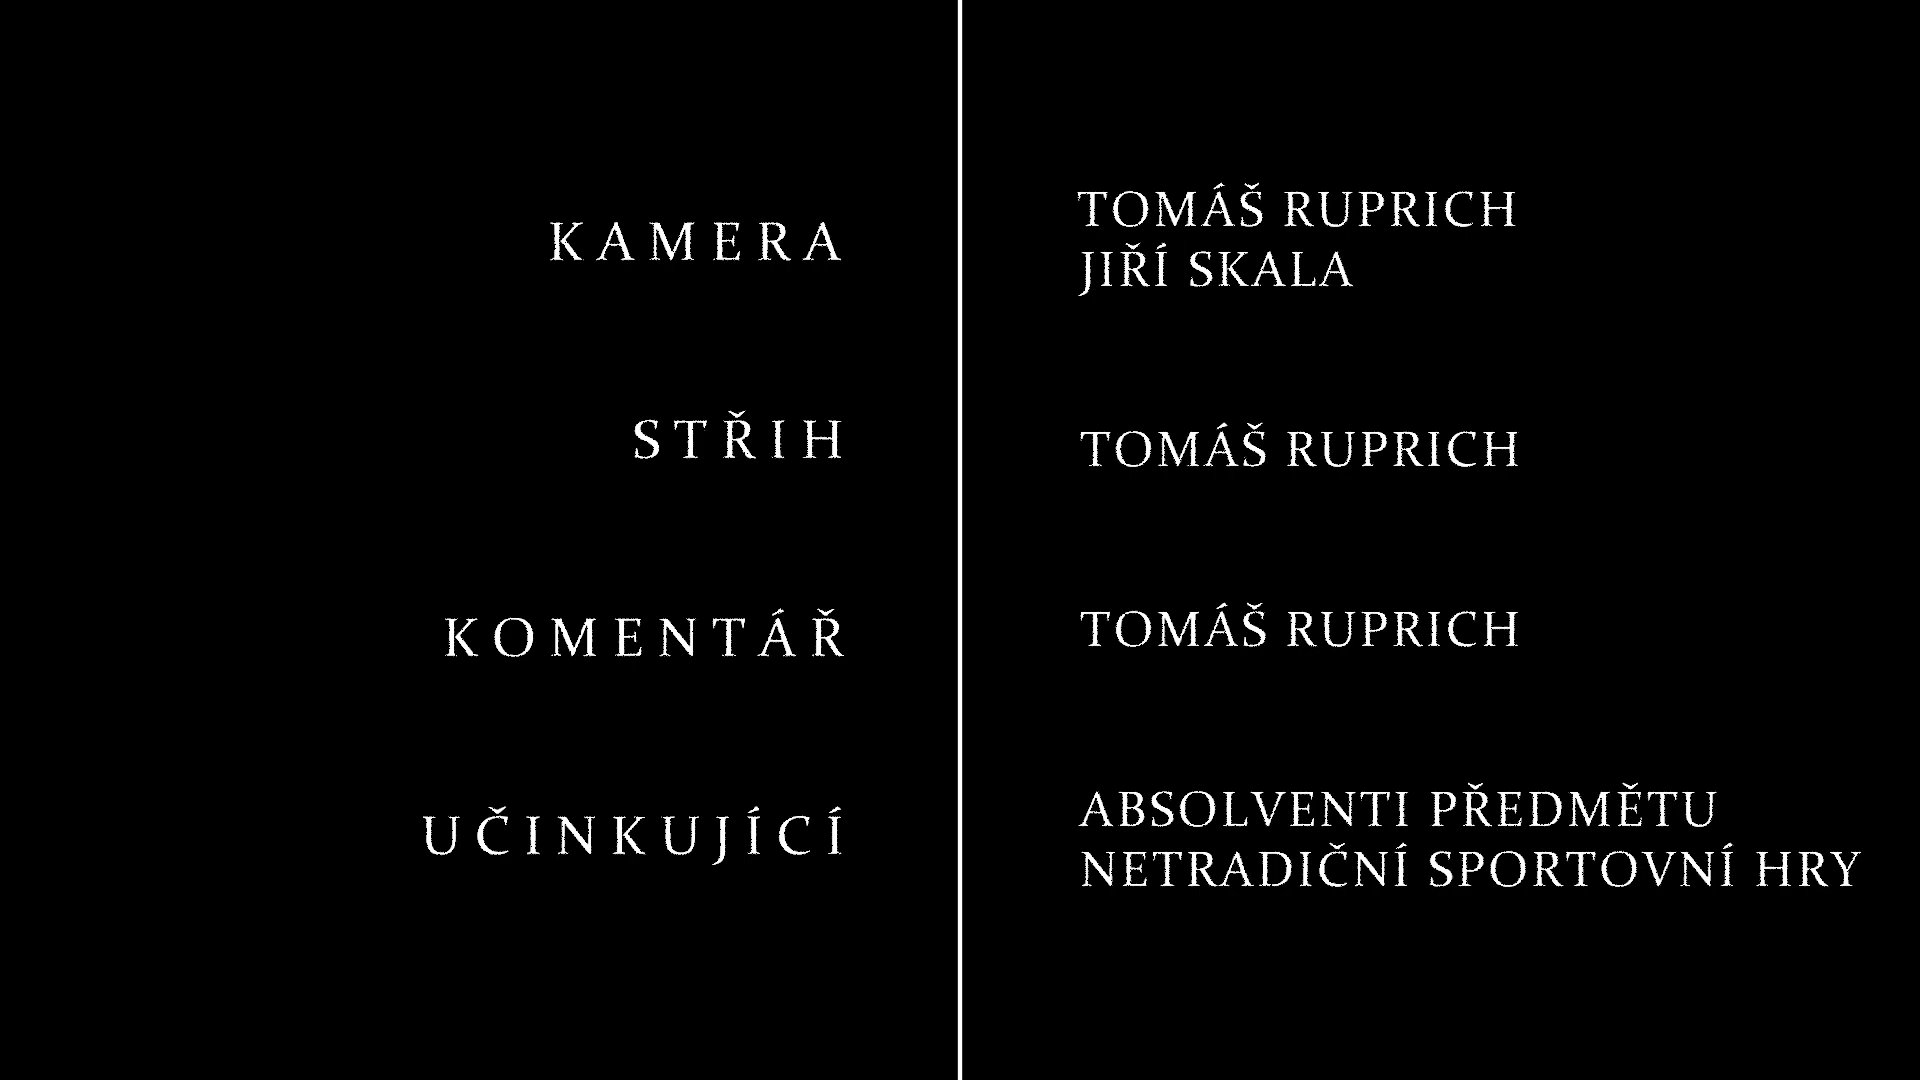 KAMERA
TOMÁŠ RUPRICH
JIŘÍ SKALA
STŘIH
TOMÁŠ RUPRICH
KOMENTÁŘ
TOMÁŠ RUPRICH
UČINKUJÍCÍ
ABSOLVENTI PŘEDMĚTU
NETRADIČNÍ SPORTOVNÍ HRY